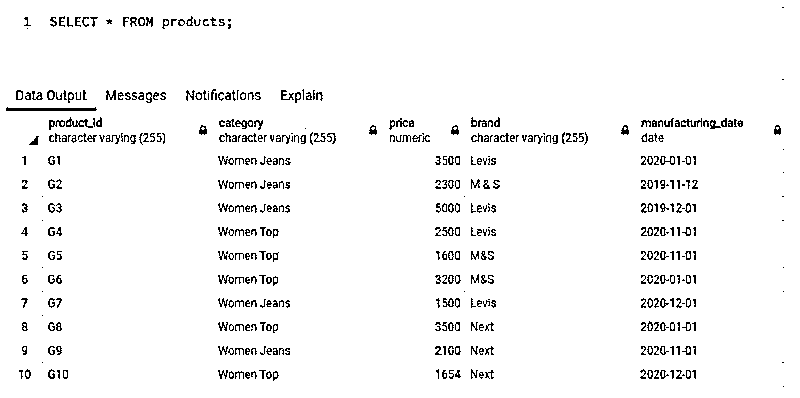 1 SELECT * FROM products;
Data Output Messages Notifications Explain
product_id category price brand manufacturing_date
character varying (255) character varying (255) numeric character varying (255) date
1 G1 Women Jeans 3500 Levis 2020-01-01
2 G2 Women Jeans 2300 M & S 2019-11-12
3 G3 Women Jeans 5000 Levis 2019-12-01
4 G4 Women Top 2500 Levis 2020-11-01
5 G5 Women Top 1600 M&S 2020-11-01
6 G6 Women Top 3200 M&S 2020-01-01
7 G7 Women Jeans 1500 Levis 2020-12-01
8 G8 Women Top 3500 Next 2020-01-01
9 G9 Women Jeans 2100 Next 2020-11-01
10 G10 Women Top 1654 Next 2020-12-01